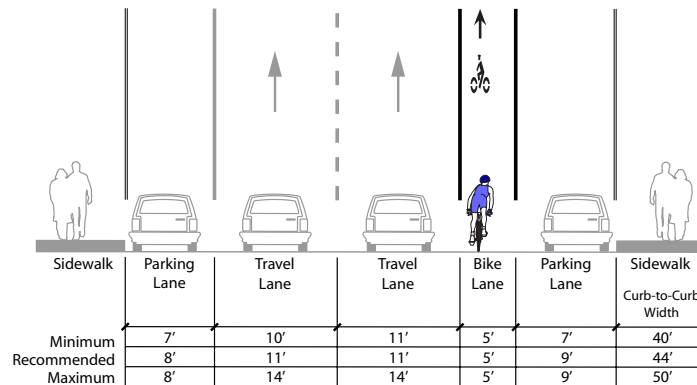 Sidewalk Parking Lane Travel Lane Travel Lane Bike Lane Parking Lane Sidewalk
Curb-to-Curb Width
Minimum 7’ 10’ 11’ 5’ 7’ 40’
Recommended 8’ 11’ 11’ 5’ 9’ 44’
Maximum 8’ 14’ 14’ 5’ 9’ 50’